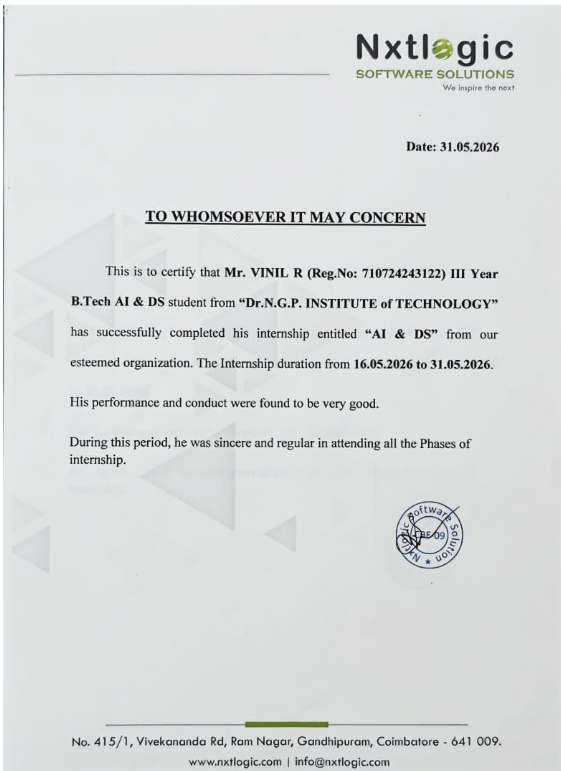 Nxtlogic
SOFTWARE SOLUTIONS
We inspire the next
Date: 31.05.2026
TO WHOMSOEVER IT MAY CONCERN
This is to certify that Mr. VINIL R (Reg.No: 710724243122) III Year
B.Tech AI & DS student from “Dr.N.G.P. INSTITUTE of TECHNOLOGY”
has successfully completed his internship entitled “AI & DS” from our
esteemed organization. The Internship duration from 16.05.2026 to 31.05.2026.
His performance and conduct were found to be very good.
During this period, he was sincere and regular in attending all the Phases of
internship.
Nxtlogic Software Solution
CBE-09
No. 415/1, Vivekananda Rd, Ram Nagar, Gandhipuram, Coimbatore - 641 009.
www.nxtlogic.com | info@nxtlogic.com